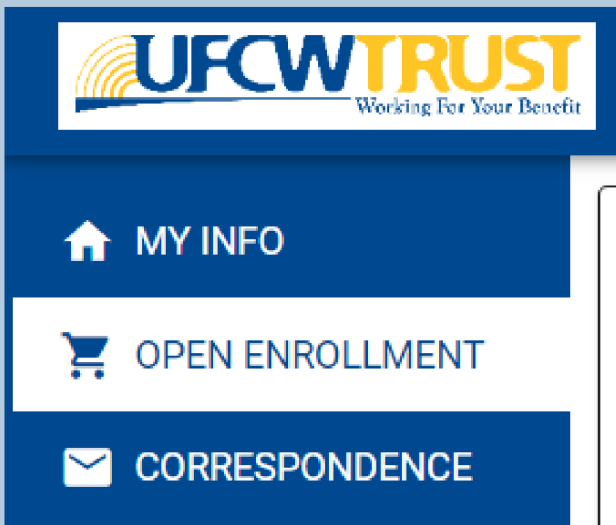 UFCWTRUST
Working For Your Benefit
MY INFO
OPEN ENROLLMENT
CORRESPONDENCE